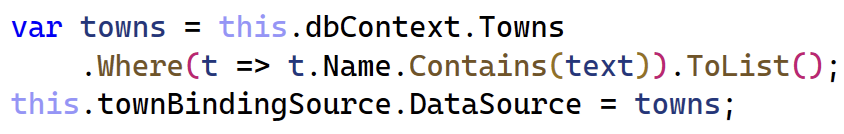 var towns = this.dbContext.Towns
    .Where(t => t.Name.Contains(text)).ToList();
this.townBindingSource.DataSource = towns;